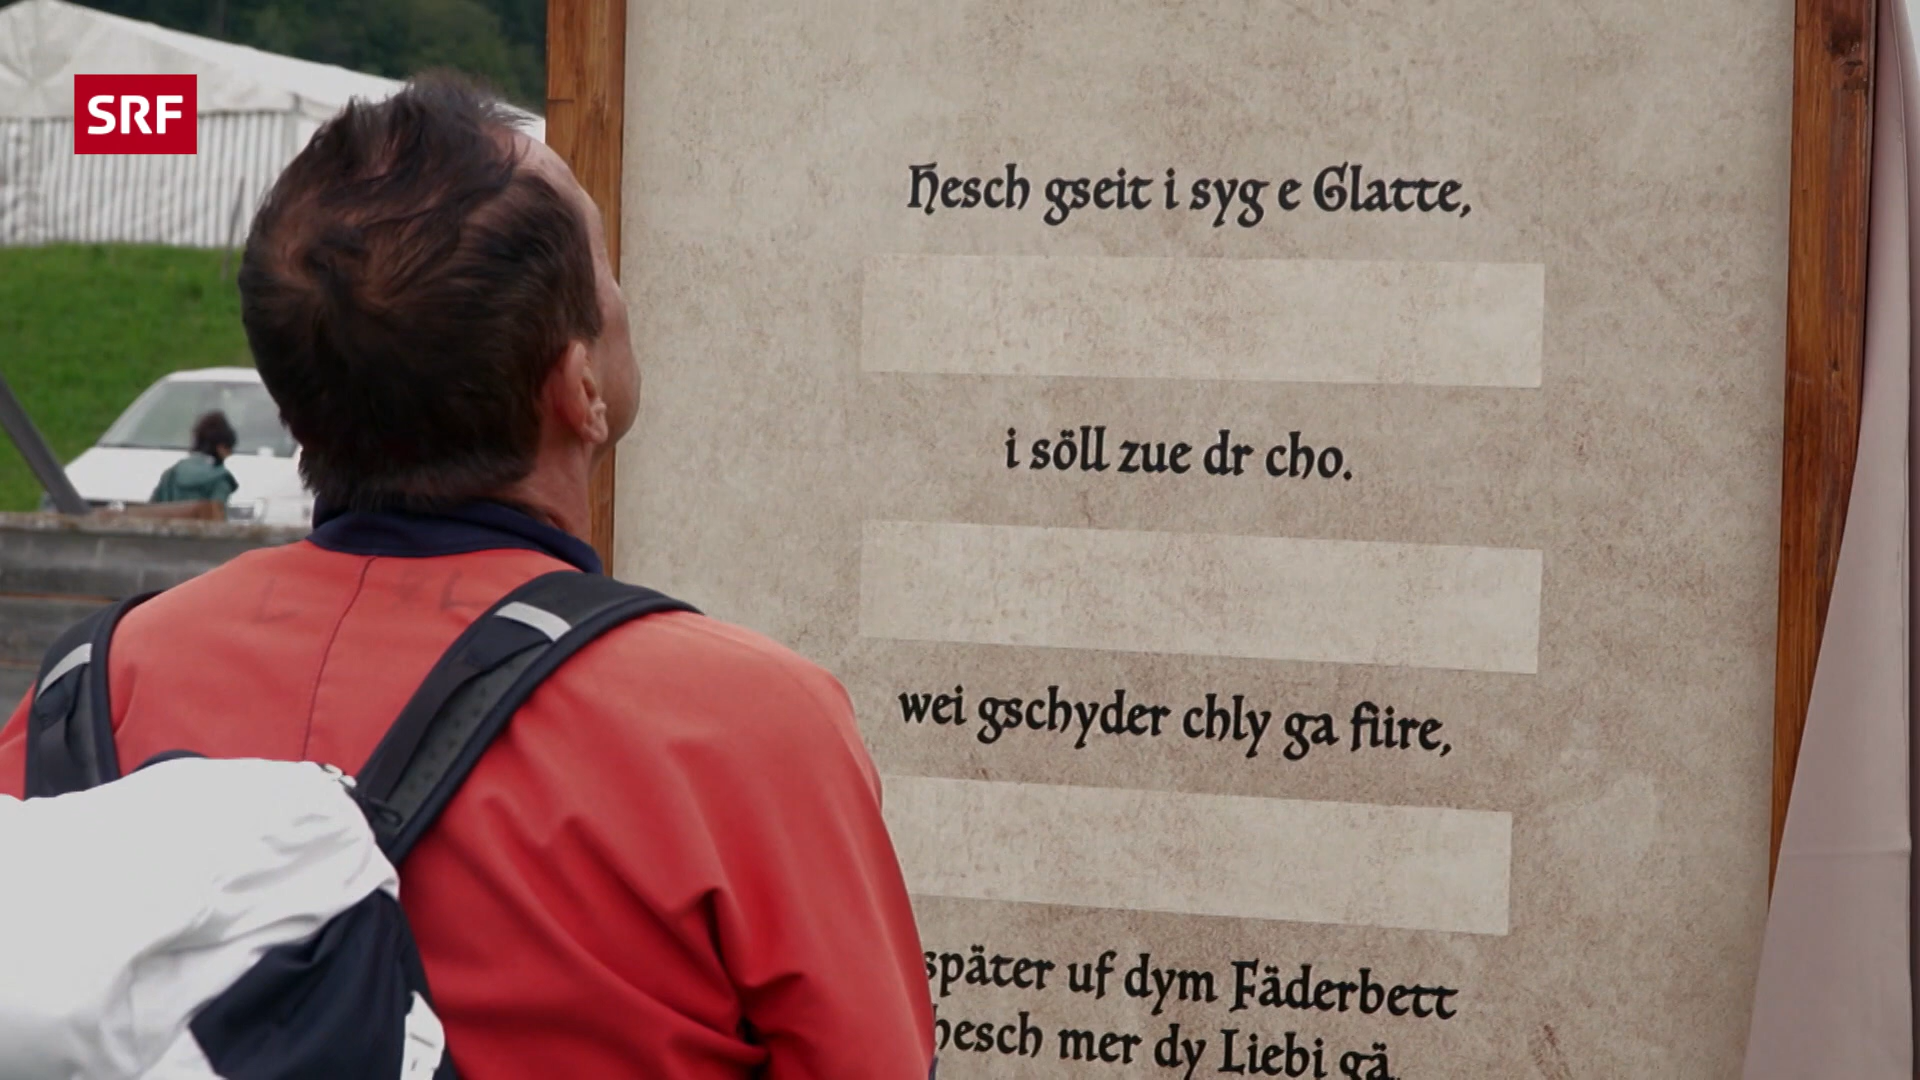 SRF
Hesch gseit i syg e Glatte,
i söll zue dr cho.
wei gschyder chly ga fiire,
später uf dym Fäderbett
hesch mer dy Liebi gä